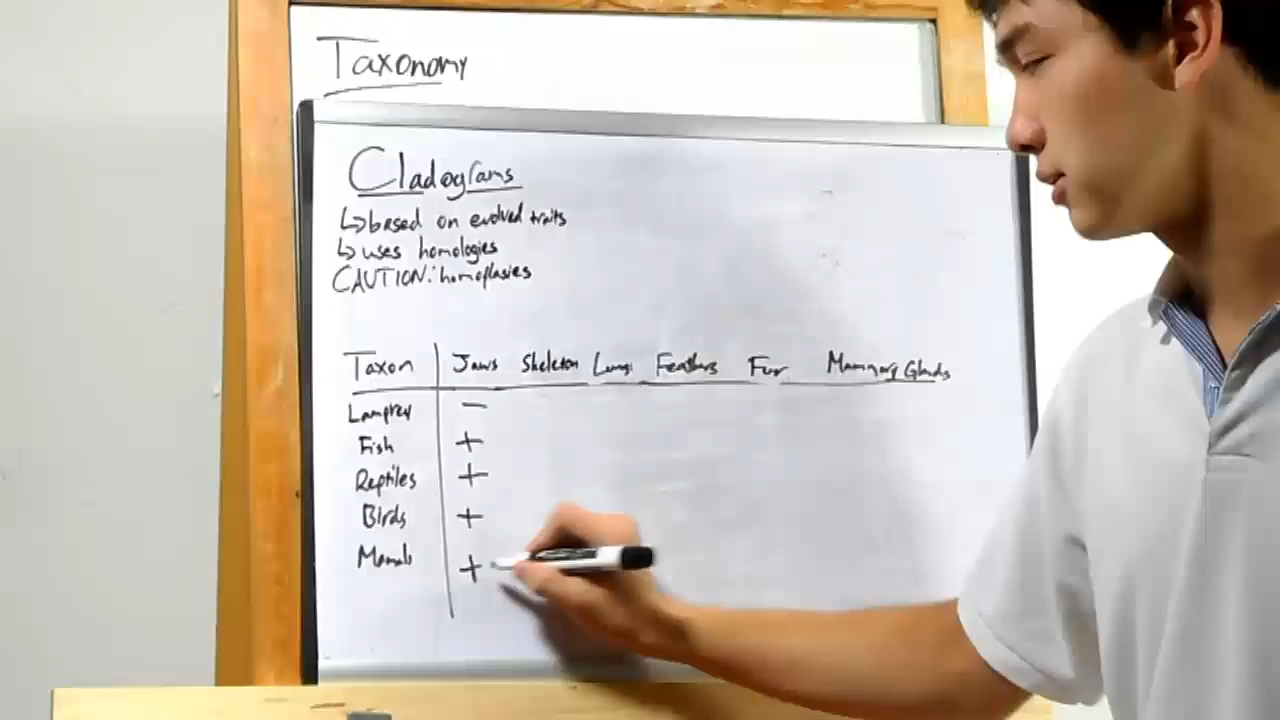 Taxonomy
Cladograms
↳based on evolved traits
↳uses homologies
CAUTION: homoplasies
Taxon Jaws Skeleton Lungs Feathers Fur Mammary Glands
Lamprey −
Fish +
Reptiles +
Birds +
Mamals +